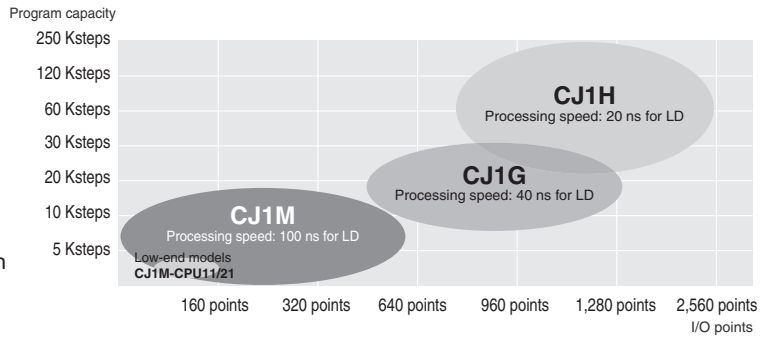 Program capacity
250 Ksteps
120 Ksteps
60 Ksteps
30 Ksteps
20 Ksteps
10 Ksteps
5 Ksteps
CJ1H
Processing speed: 20 ns for LD
CJ1G
Processing speed: 40 ns for LD
CJ1M
Processing speed: 100 ns for LD
Low-end models
CJ1M-CPU11/21
n
160 points
320 points
640 points
960 points
1,280 points
2,560 points
I/O points